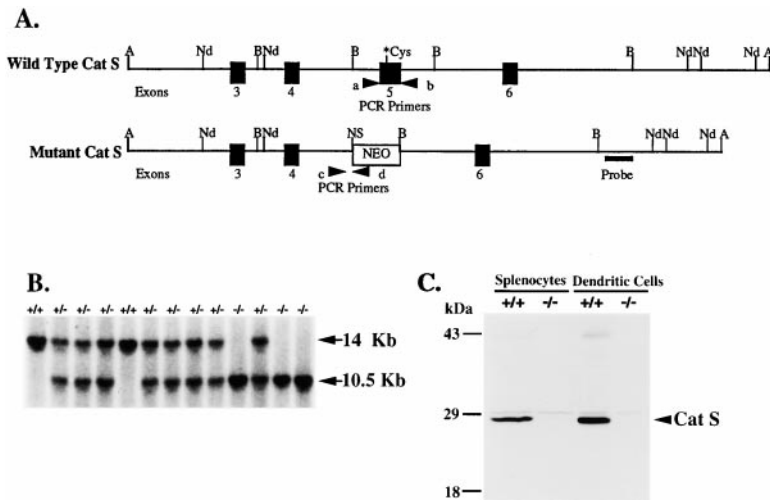 A.
A Nd B Nd B *Cys B B Nd Nd Nd A
Wild Type Cat S
a b
Exons 3 4 5 6
PCR Primers
A Nd B Nd NS B B Nd Nd Nd A
Mutant Cat S
NEO
Exons 3 4 c d 6 Probe
PCR Primers
B.
+/+ +/- +/- +/- +/+ +/- +/- +/- +/- -/- +/- -/- -/-
14 Kb
10.5 Kb
C.
Splenocytes Dendritic Cells
+/+ -/- +/+ -/-
kDa
43
29
Cat S
18